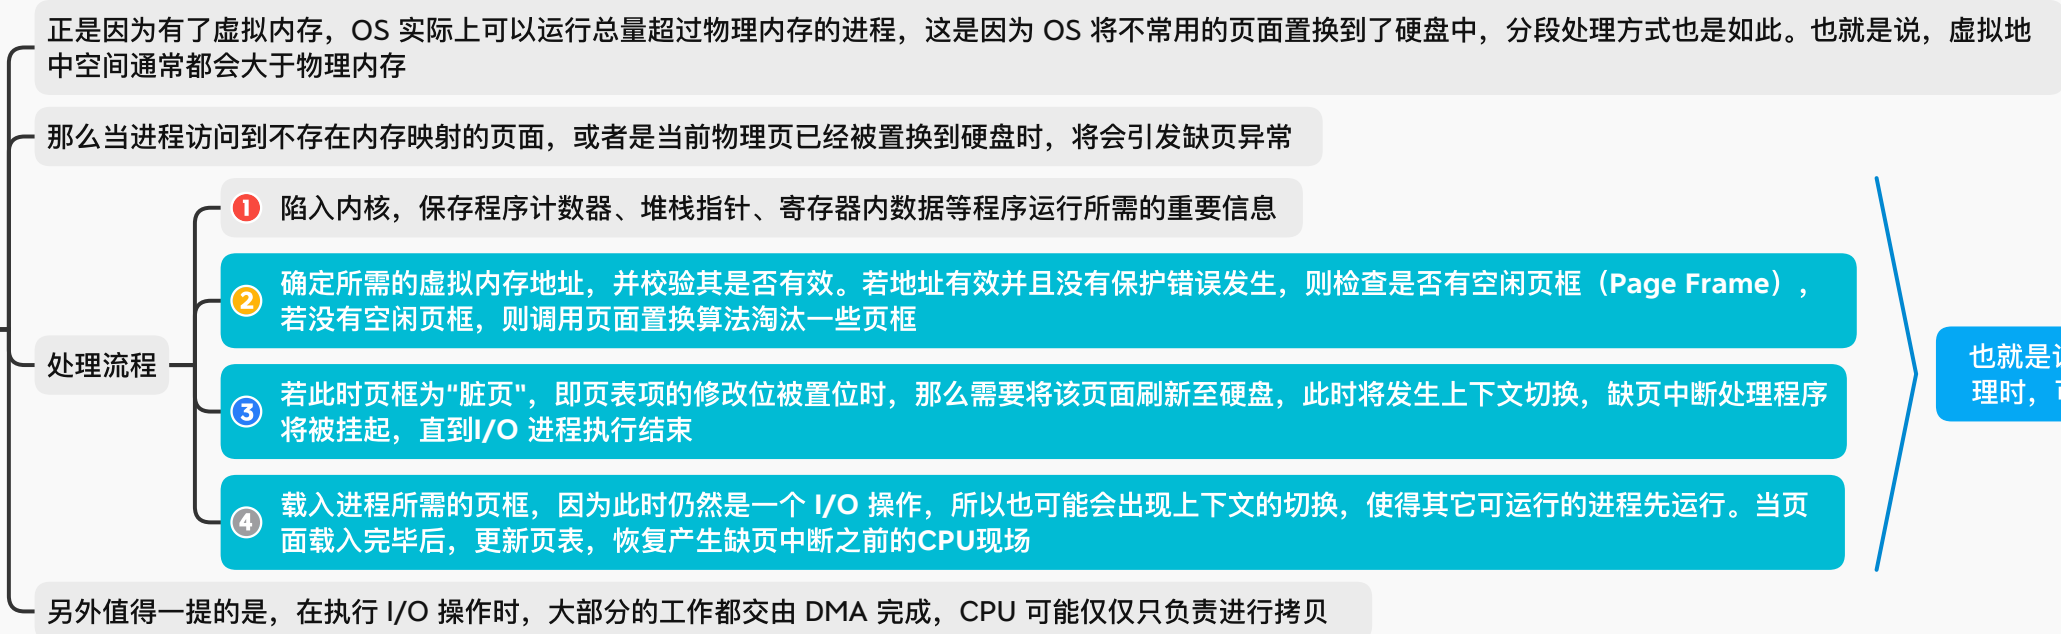 正是因为有了虚拟内存，OS 实际上可以运行总量超过物理内存的进程，这是因为 OS 将不常用的页面置换到了硬盘中，分段处理方式也是如此。也就是说，虚拟地
中空间通常都会大于物理内存
那么当进程访问到不存在内存映射的页面，或者是当前物理页已经被置换到硬盘时，将会引发缺页异常
1 陷入内核，保存程序计数器、堆栈指针、寄存器内数据等程序运行所需的重要信息
2 确定所需的虚拟内存地址，并校验其是否有效。若地址有效并且没有保护错误发生，则检查是否有空闲页框（Page Frame），
若没有空闲页框，则调用页面置换算法淘汰一些页框
处理流程
3 若此时页框为"脏页"，即页表项的修改位被置位时，那么需要将该页面刷新至硬盘，此时将发生上下文切换，缺页中断处理程序
将被挂起，直到I/O 进程执行结束
4 载入进程所需的页框，因为此时仍然是一个 I/O 操作，所以也可能会出现上下文的切换，使得其它可运行的进程先运行。当页
面载入完毕后，更新页表，恢复产生缺页中断之前的CPU现场
也就是
理时，
另外值得一提的是，在执行 I/O 操作时，大部分的工作都交由 DMA 完成，CPU 可能仅仅只负责进行拷贝